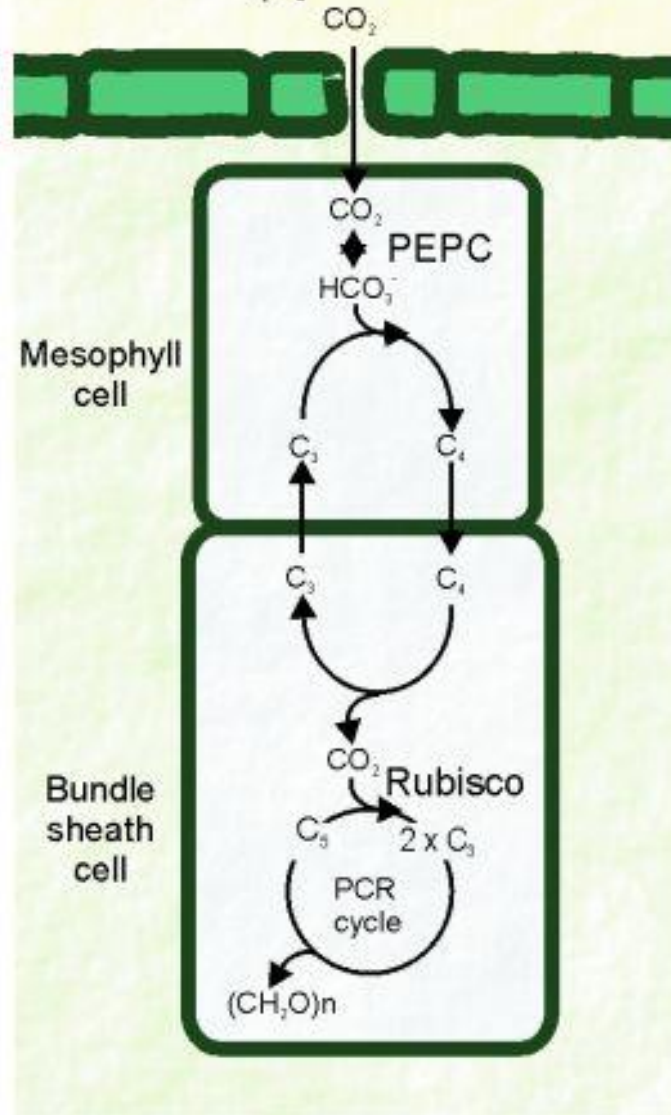 CO₂
CO₂
PEPC
HCO₃⁻
Mesophyll
cell
C₃
C₄
C₃
C₄
CO₂
Rubisco
Bundle
sheath
cell
C₅
2 x C₃
PCR
cycle
(CH₂O)n